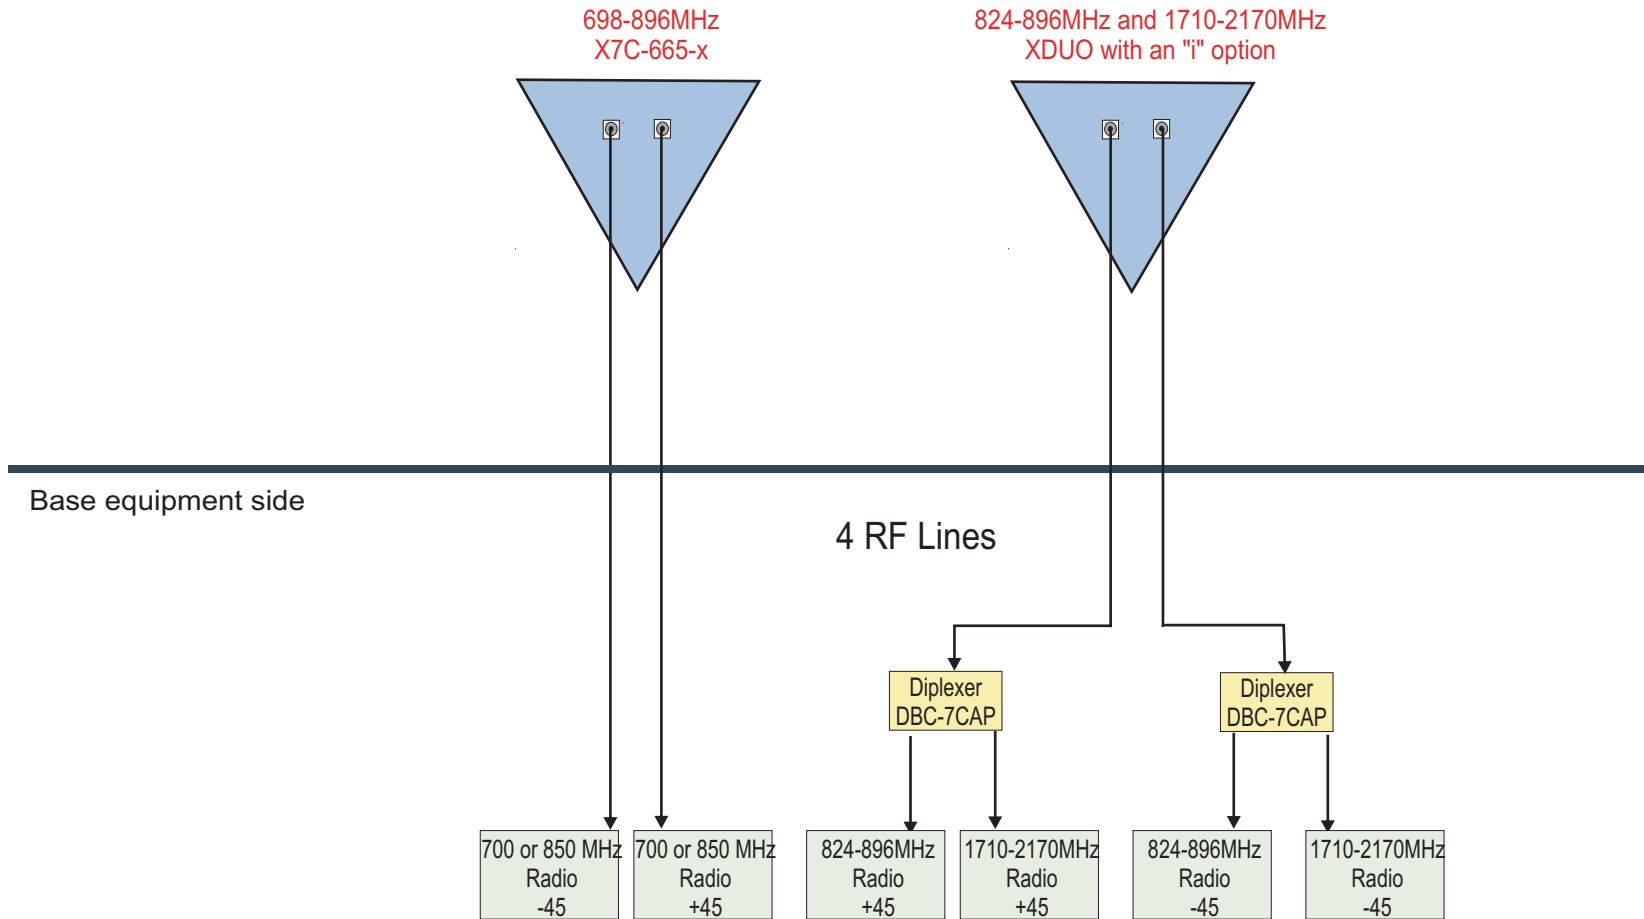 698-896MHz
X7C-665-x
824-896MHz and 1710-2170MHz
XDUO with an "i" option
Base equipment side
4 RF Lines
Diplexer
DBC-7CAP
Diplexer
DBC-7CAP
700 or 850 MHz
Radio
-45
700 or 850 MHz
Radio
+45
824-896MHz
Radio
+45
1710-2170MHz
Radio
+45
824-896MHz
Radio
-45
1710-2170MHz
Radio
-45